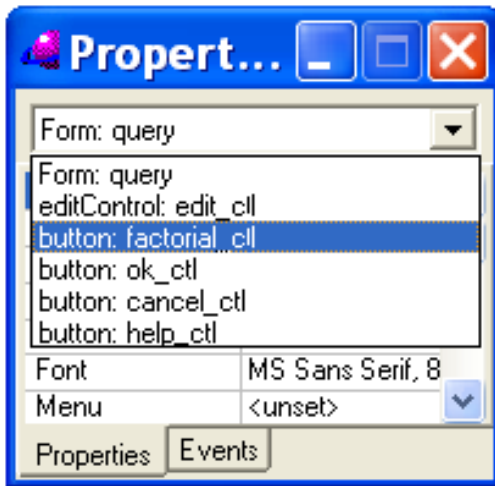 Propert...
Form: query
Form: query
editControl: edit_ctl
button: factorial_ctl
button: ok_ctl
button: cancel_ctl
button: help_ctl
Font MS Sans Serif, 8
Menu <unset>
Properties Events